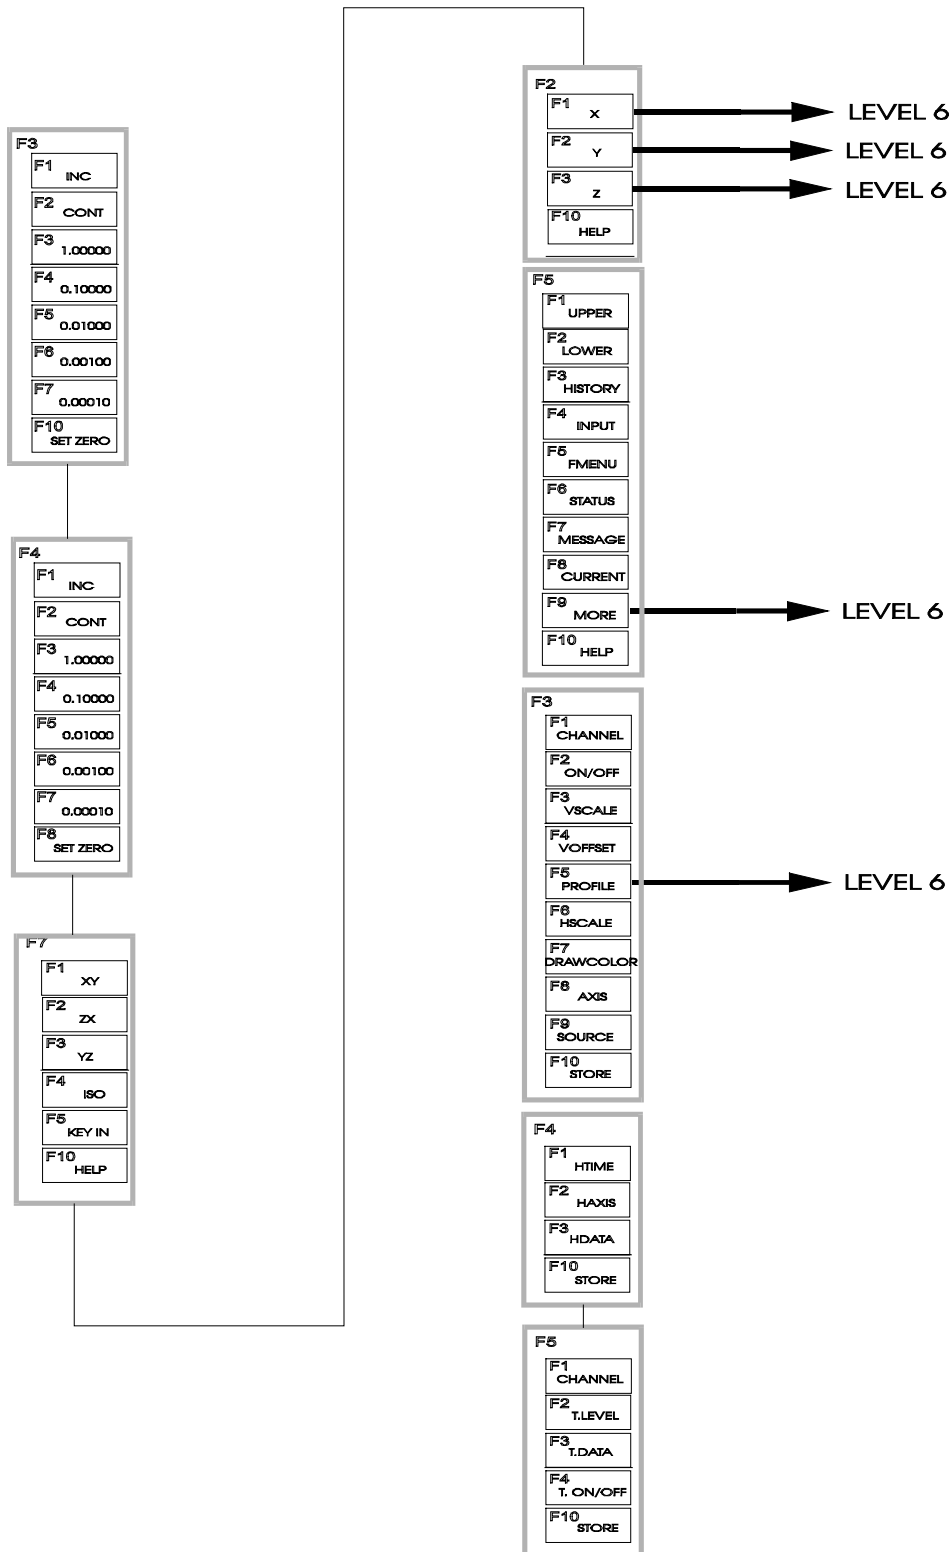 F3
F1 INC
F2 CONT
F3 1.00000
F4 0.10000
F5 0.01000
F6 0.00100
F7 0.00010
F10 SET ZERO
F4
F1 INC
F2 CONT
F3 1.00000
F4 0.10000
F5 0.01000
F6 0.00100
F7 0.00010
F8 SET ZERO
F7
F1 XY
F2 ZX
F3 YZ
F4 ISO
F5 KEY IN
F10 HELP
F2
F1 X LEVEL 6
F2 Y LEVEL 6
F3 Z LEVEL 6
F10 HELP
F5
F1 UPPER
F2 LOWER
F3 HISTORY
F4 INPUT
F5 FMENU
F6 STATUS
F7 MESSAGE
F8 CURRENT
F9 MORE LEVEL 6
F10 HELP
F3
F1 CHANNEL
F2 ON/OFF
F3 VSCALE
F4 VOFFSET
F5 PROFILE LEVEL 6
F6 HSCALE
F7 DRAWCOLOR
F8 AXIS
F9 SOURCE
F10 STORE
F4
F1 HTIME
F2 HAXIS
F3 HDATA
F10 STORE
F5
F1 CHANNEL
F2 T.LEVEL
F3 T.DATA
F4 T. ON/OFF
F10 STORE